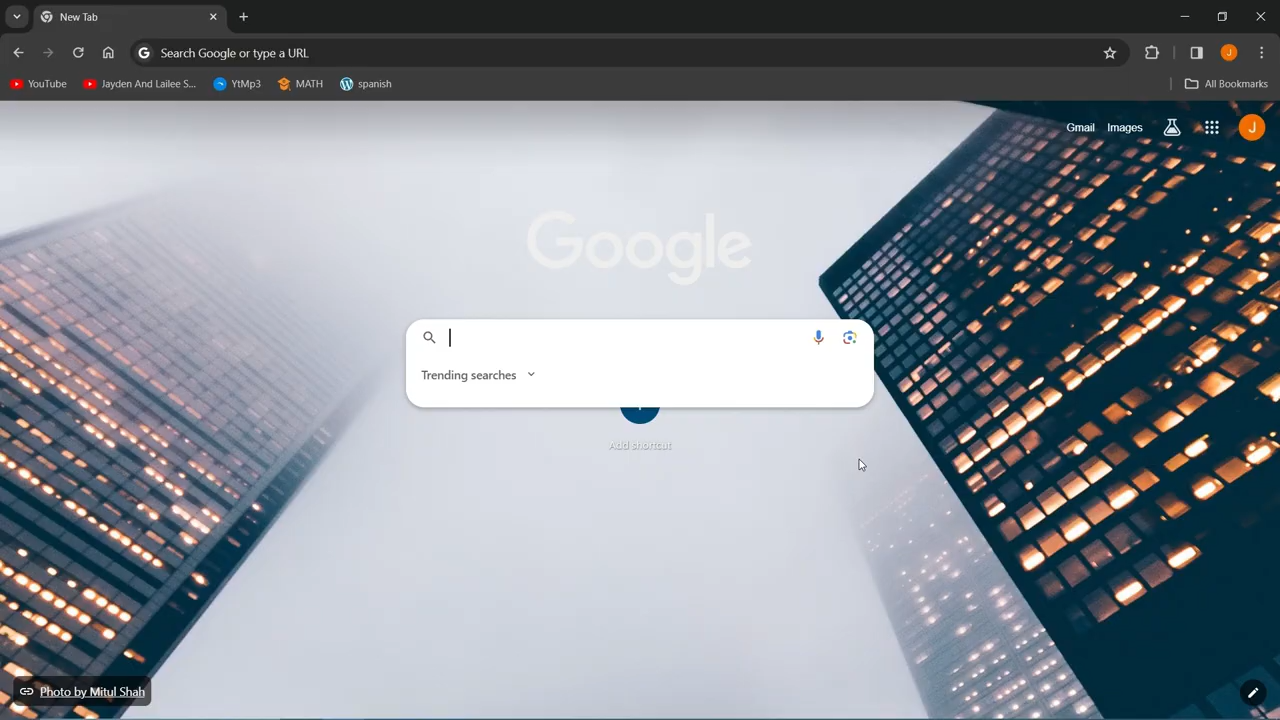 New Tab
Search Google or type a URL
YouTube
Jayden And Lailee S...
YtMp3
MATH
spanish
All Bookmarks
J
Gmail
Images
J
Google
Trending searches
Add shortcut
Photo by Mitul Shah